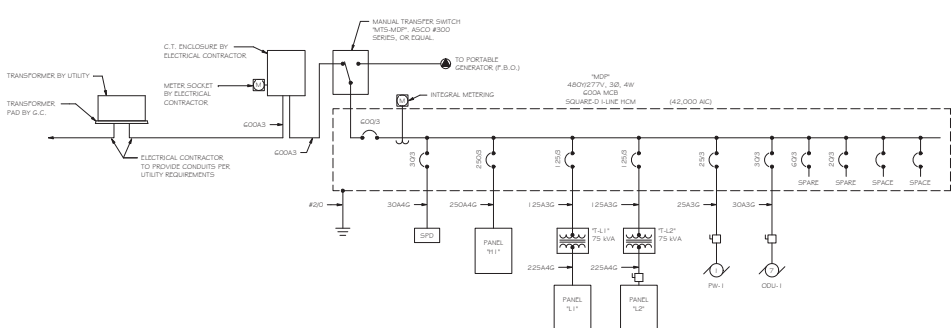 MANUAL TRANSFER SWITCH
"MTS-MDP". ASCO #300
SERIES, OR EQUAL
C.T. ENCLOSURE BY
ELECTRICAL CONTRACTOR
TO PORTABLE
GENERATOR (F.B.O.)
TRANSFORMER BY UTILITY
METER SOCKET
BY ELECTRICAL
CONTRACTOR
M
"MDP"
480Y/277V, 3Ø, 4W
600A MCB
SQUARE-D I-LINE HCM
(42,000 AIC)
M
INTEGRAL METERING
TRANSFORMER
PAD BY G.C.
600A3
600A3
600/3
ELECTRICAL CONTRACTOR
TO PROVIDE CONDUITS PER
UTILITY REQUIREMENTS
30/3
250/3
125/3
125/3
25/3
30/3
60/3
20/3
SPARE
SPARE
SPACE
SPACE
#2/0
30A4G
250A4G
125A3G
125A3G
25A3G
30A3G
SPD
PANEL
"H1"
"T-L1"
75 kVA
"T-L2"
75 kVA
225A4G
225A4G
1
PW-1
7
ODU-1
PANEL
"L1"
PANEL
"L2"